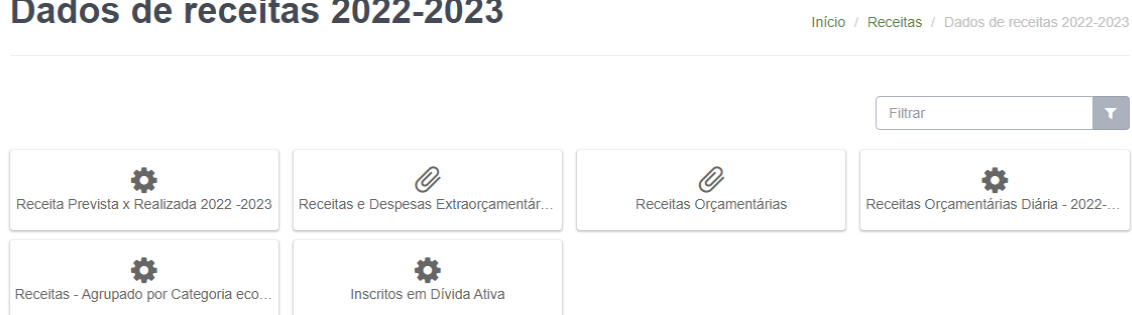 Dados de receitas 2022-2023
Início / Receitas / Dados de receitas 2022-2023
Filtrar
Receita Prevista x Realizada 2022 -2023
Receitas e Despesas Extraorçamentár...
Receitas Orçamentárias
Receitas Orçamentárias Diária - 2022-...
Receitas - Agrupado por Categoria eco...
Inscritos em Dívida Ativa